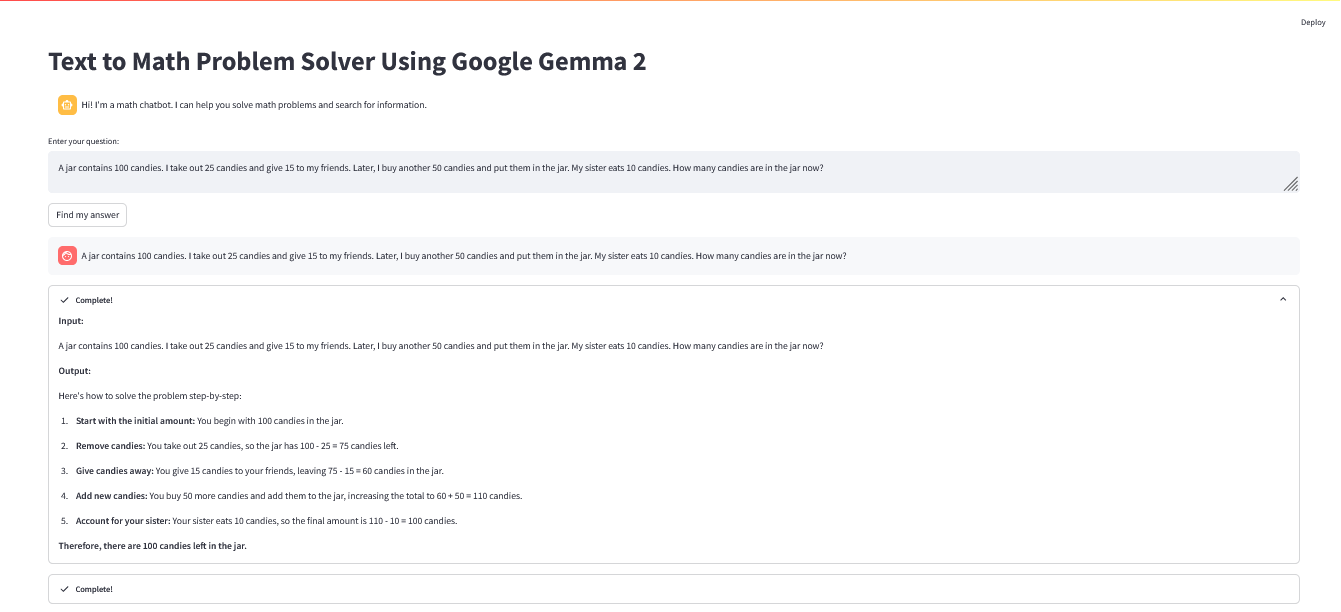 Deploy
Text to Math Problem Solver Using Google Gemma 2
Hi! I'm a math chatbot. I can help you solve math problems and search for information.
Enter your question:
A jar contains 100 candies. I take out 25 candies and give 15 to my friends. Later, I buy another 50 candies and put them in the jar. My sister eats 10 candies. How many candies are in the jar now?
Find my answer
A jar contains 100 candies. I take out 25 candies and give 15 to my friends. Later, I buy another 50 candies and put them in the jar. My sister eats 10 candies. How many candies are in the jar now?
Complete!
Input:
A jar contains 100 candies. I take out 25 candies and give 15 to my friends. Later, I buy another 50 candies and put them in the jar. My sister eats 10 candies. How many candies are in the jar now?
Output:
Here's how to solve the problem step-by-step:
1. Start with the initial amount: You begin with 100 candies in the jar.
2. Remove candies: You take out 25 candies, so the jar has 100 - 25 = 75 candies left.
3. Give candies away: You give 15 candies to your friends, leaving 75 - 15 = 60 candies in the jar.
4. Add new candies: You buy 50 more candies and add them to the jar, increasing the total to 60 + 50 = 110 candies.
5. Account for your sister: Your sister eats 10 candies, so the final amount is 110 - 10 = 100 candies.
Therefore, there are 100 candies left in the jar.
Complete!